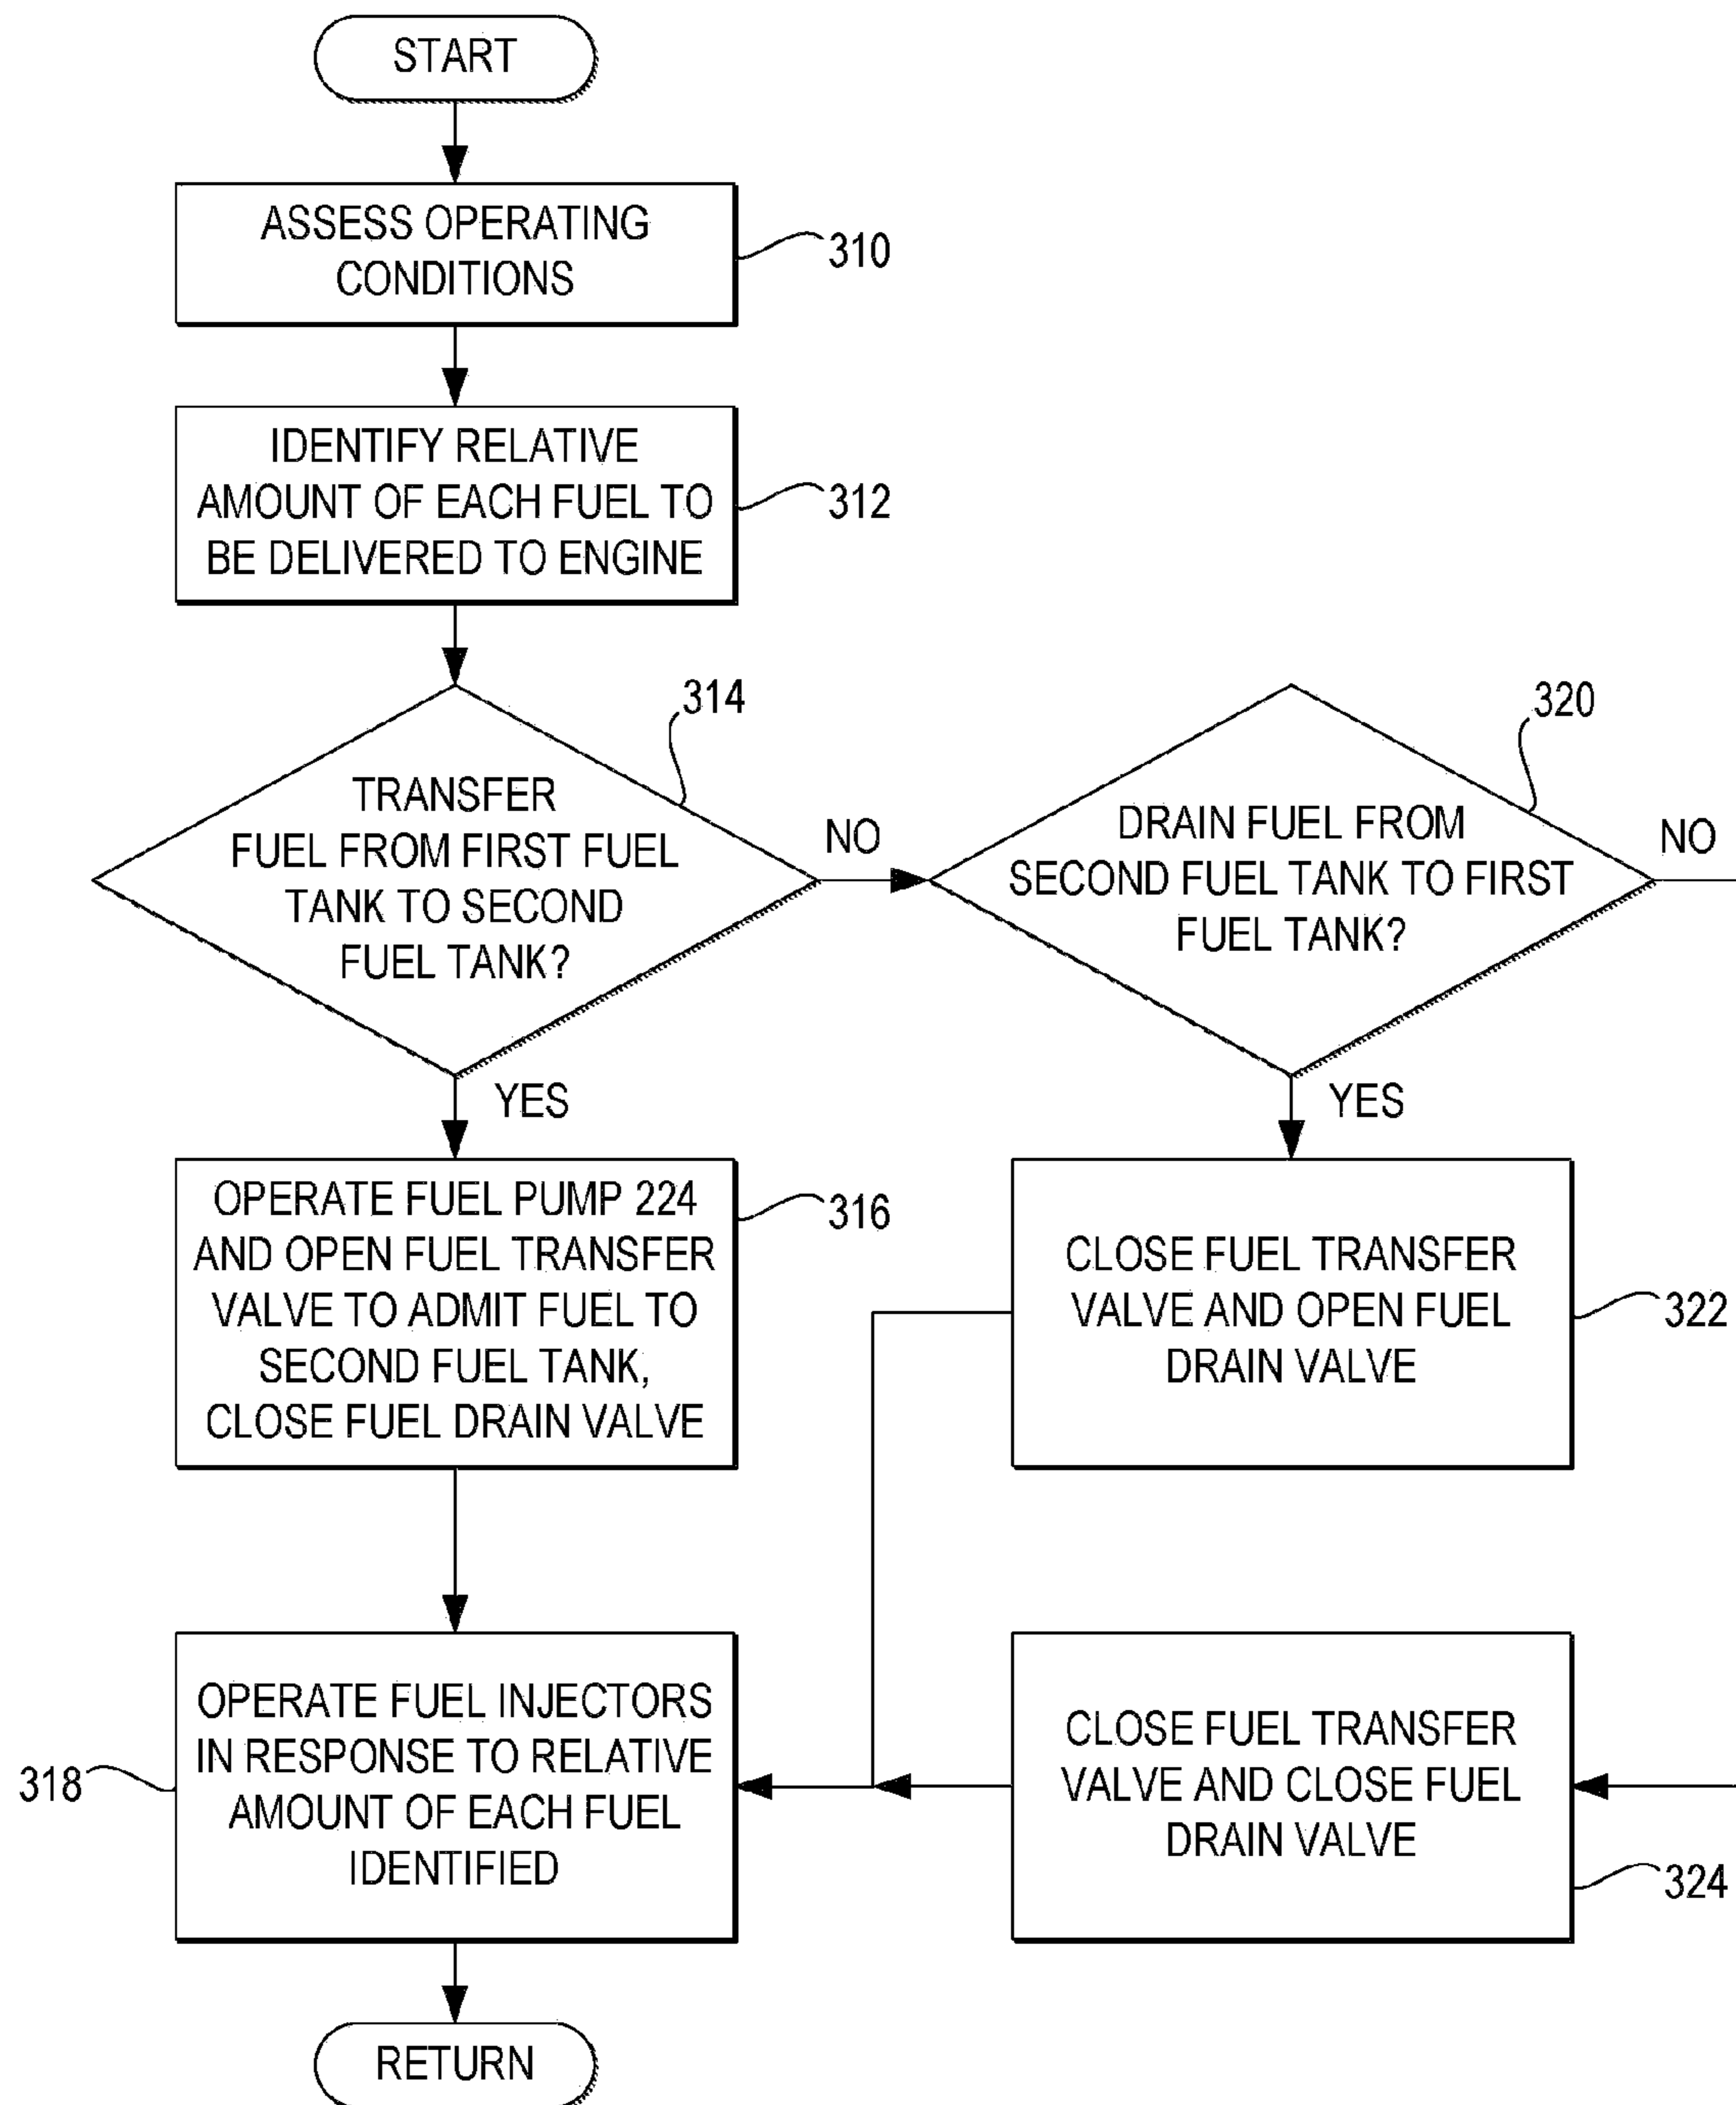 START
ASSESS OPERATING
CONDITIONS
310
IDENTIFY RELATIVE
AMOUNT OF EACH FUEL TO
BE DELIVERED TO ENGINE
312
314
TRANSFER
FUEL FROM FIRST FUEL
TANK TO SECOND
FUEL TANK?
NO
320
DRAIN FUEL FROM
SECOND FUEL TANK TO FIRST
FUEL TANK?
NO
YES
YES
OPERATE FUEL PUMP 224
AND OPEN FUEL TRANSFER
VALVE TO ADMIT FUEL TO
SECOND FUEL TANK,
CLOSE FUEL DRAIN VALVE
316
CLOSE FUEL TRANSFER
VALVE AND OPEN FUEL
DRAIN VALVE
322
OPERATE FUEL INJECTORS
IN RESPONSE TO RELATIVE
AMOUNT OF EACH FUEL
IDENTIFIED
318
CLOSE FUEL TRANSFER
VALVE AND CLOSE FUEL
DRAIN VALVE
324
RETURN